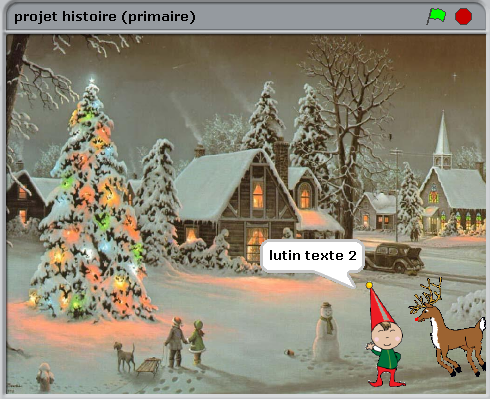 projet histoire (primaire)
lutin texte 2